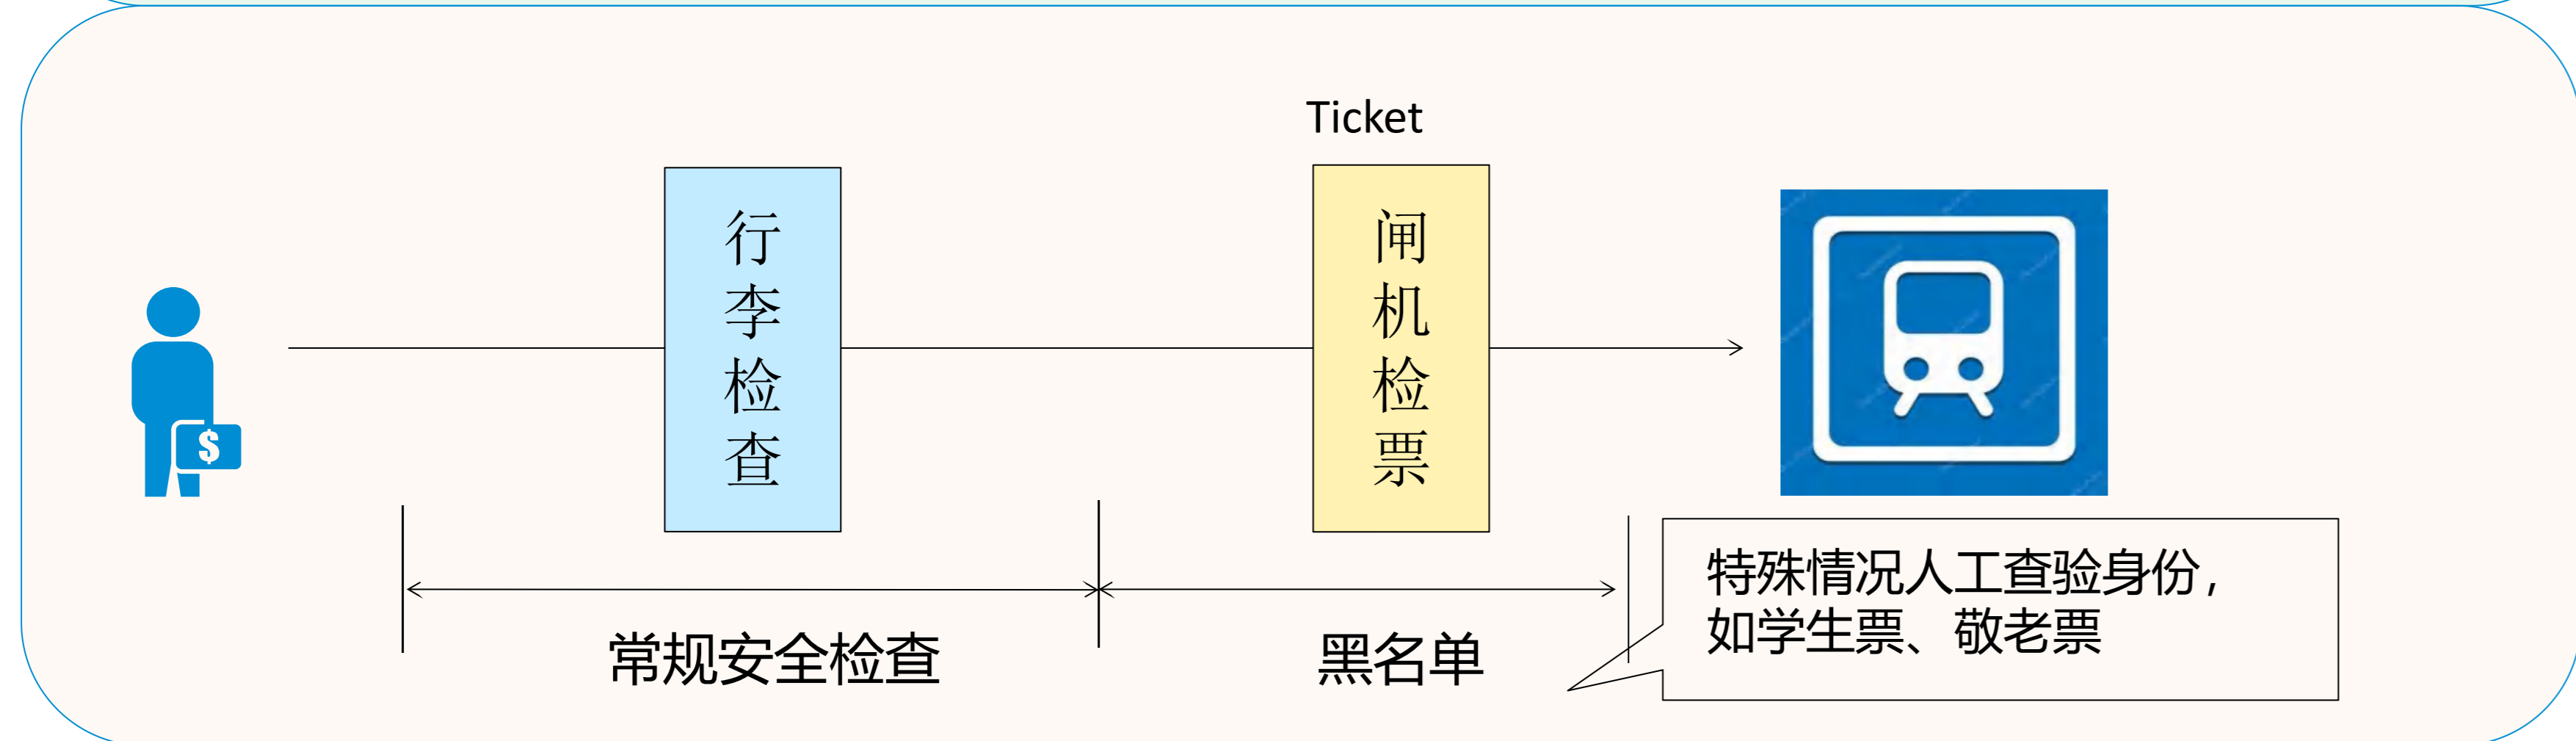 Ticket
行李检查
闸机检票
$
特殊情况人工查验身份，
如学生票、敬老票
常规安全检查
黑名单